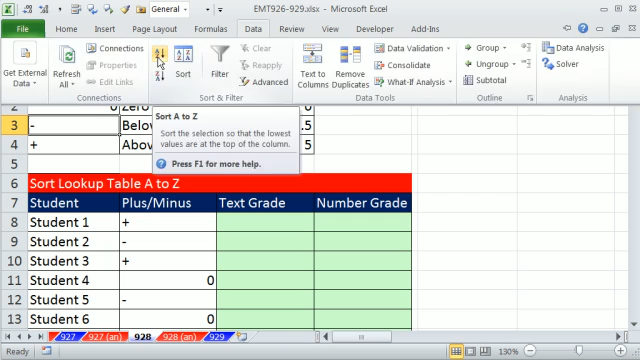 General
EMT926-929.xlsx - Microsoft Excel
File Home Insert Page Layout Formulas Data Review View Developer Add-Ins
Get External Data
Refresh All
Connections
Properties
Edit Links
Connections
Sort
Filter
Clear
Reapply
Advanced
Sort & Filter
Text to Columns
Remove Duplicates
Data Validation
Consolidate
What-If Analysis
Data Tools
Group
Ungroup
Subtotal
Outline
Data Analysis
Solver
Analysis
Sort A to Z
Sort the selection so that the lowest
values are at the top of the column.
Press F1 for more help.
2 0 Zero 0
3 - Below .5
4 + Abov .5
5
6 Sort Lookup Table A to Z
7 Student Plus/Minus Text Grade Number Grade
8 Student 1 +
9 Student 2 -
10 Student 3 +
11 Student 4 0
12 Student 5 -
13 Student 6 0
927 927 (an) 928 928 (an) 929
Ready 130%